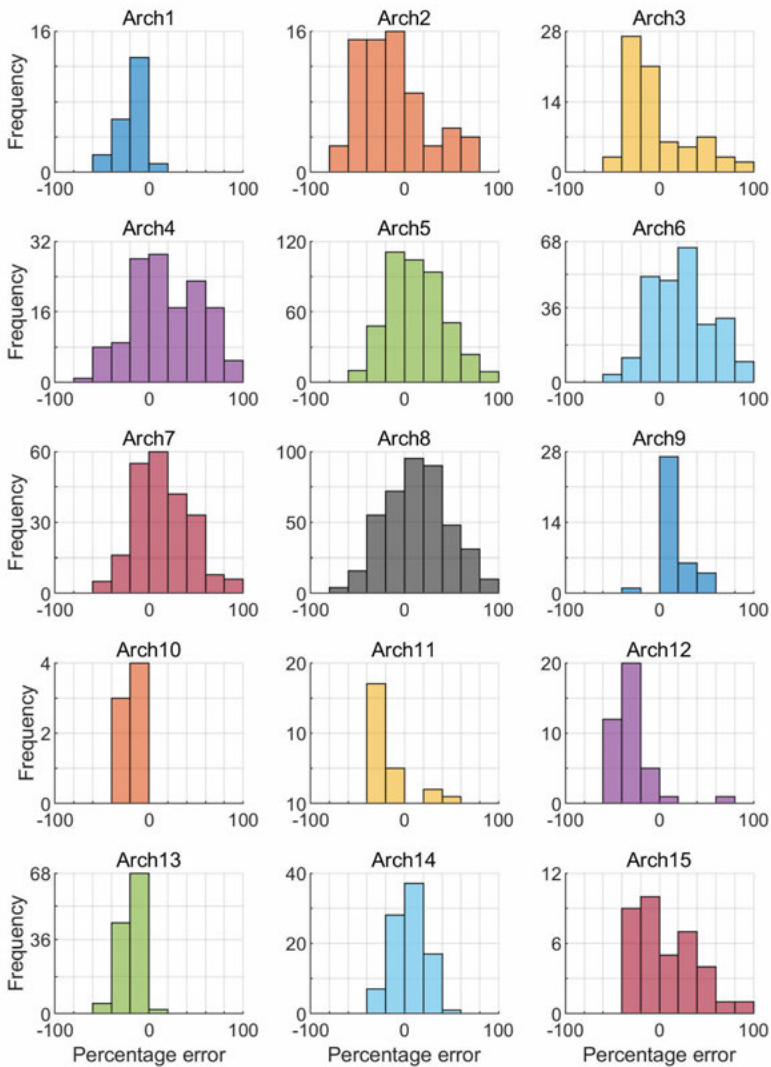 Arch1 Arch2 Arch3
16 16 28
Frequency
8 8 14
0 0 0
-100 0 100 -100 0 100 -100 0 100
Arch4 Arch5 Arch6
32 120 68
Frequency
16 60 36
0 0 0
-100 0 100 -100 0 100 -100 0 100
Arch7 Arch8 Arch9
60 100 28
Frequency
30 50 14
0 0 0
-100 0 100 -100 0 100 -100 0 100
Arch10 Arch11 Arch12
4 20 20
Frequency
2 10 10
0 10 0
-100 0 100 -100 0 100 -100 0 100
Arch13 Arch14 Arch15
68 40 12
Frequency
36 20 6
0 0 0
-100 0 100 -100 0 100 -100 0 100
Percentage error Percentage error Percentage error